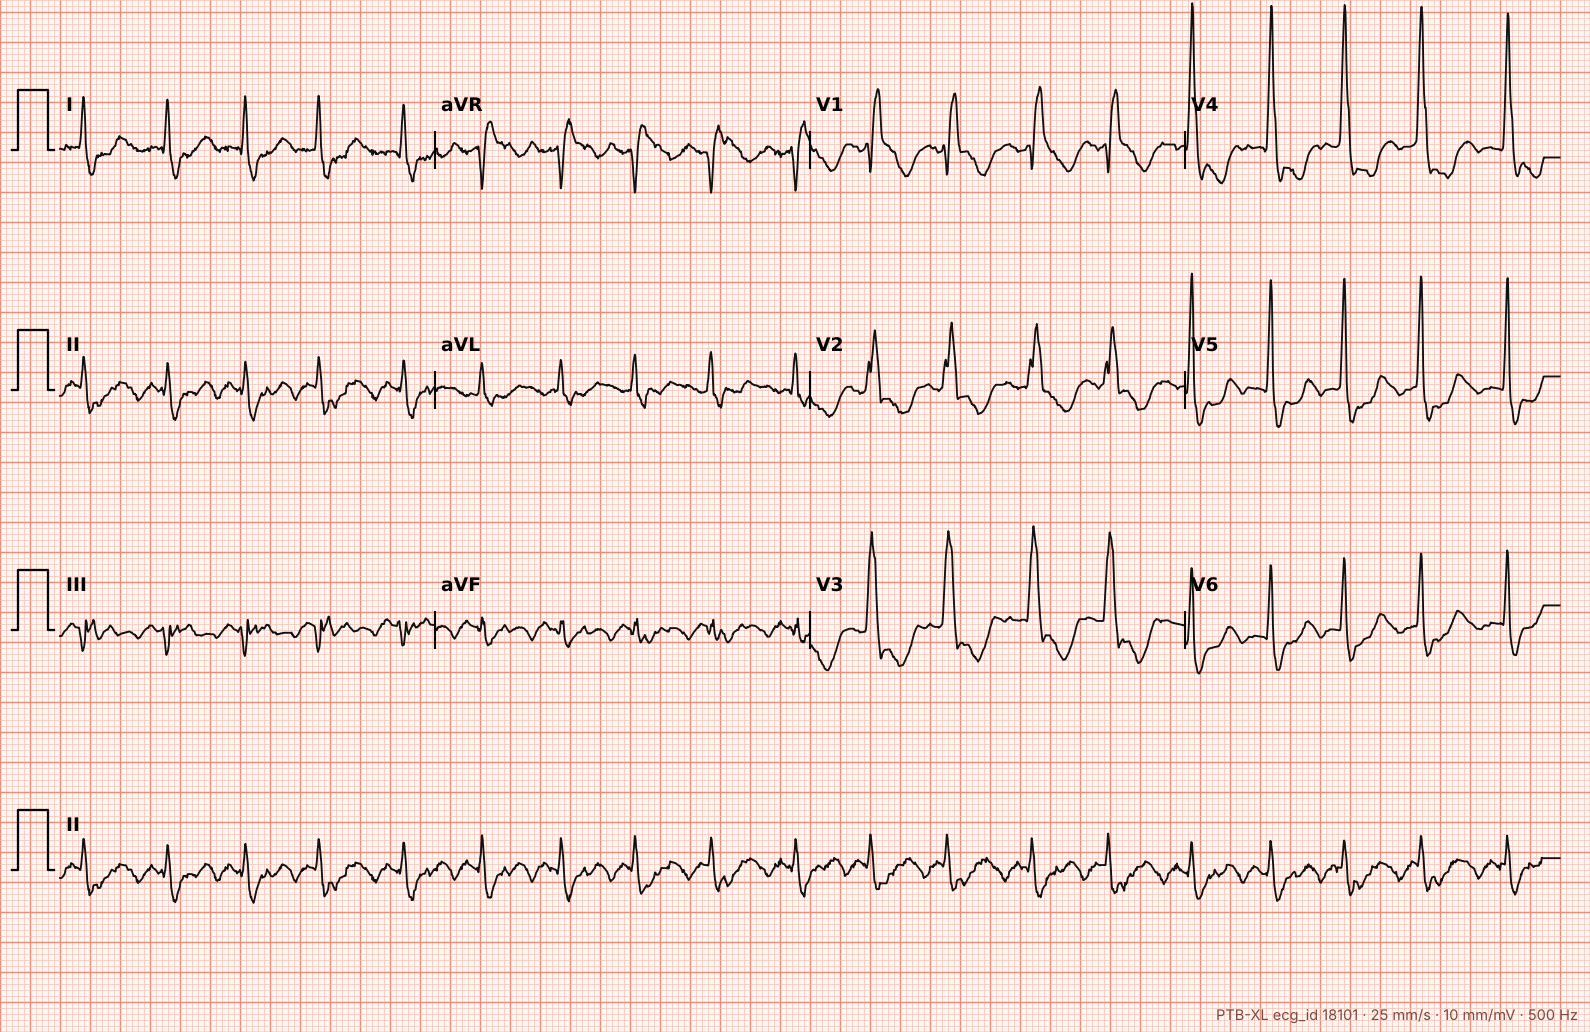 I aVR V1 V4
II aVL V2 V5
III aVF V3 V6
II
PTB-XL ecg_id 18101 · 25 mm/s · 10 mm/mV · 500 Hz